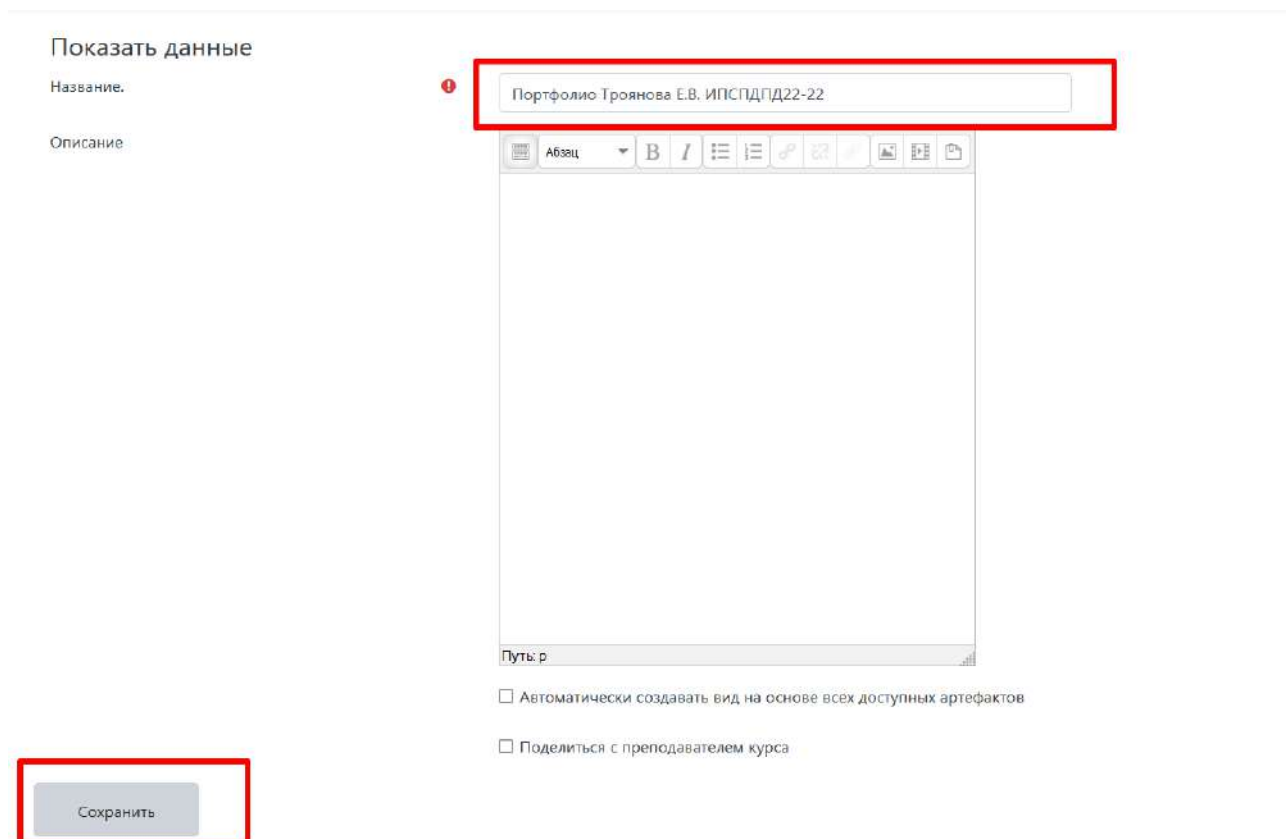 Показать данные
Название.
Портфолио Троянова Е.В. ИПСПДПД22-22
Описание
Абзац
Путь: p
Автоматически создавать вид на основе всех доступных артефактов
Поделиться с преподавателем курса
Сохранить